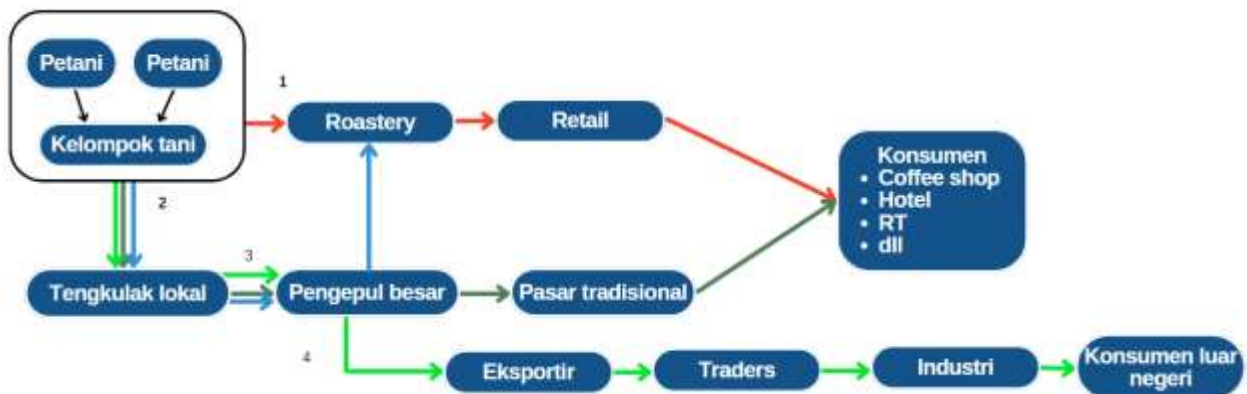 Petani
Petani
Kelompok tani
1
Roastery
Retail
Konsumen
• Coffee shop
• Hotel
• RT
• dll
2
3
Tengkulak lokal
Pengepul besar
Pasar tradisional
4
Eksportir
Traders
Industri
Konsumen luar
negeri